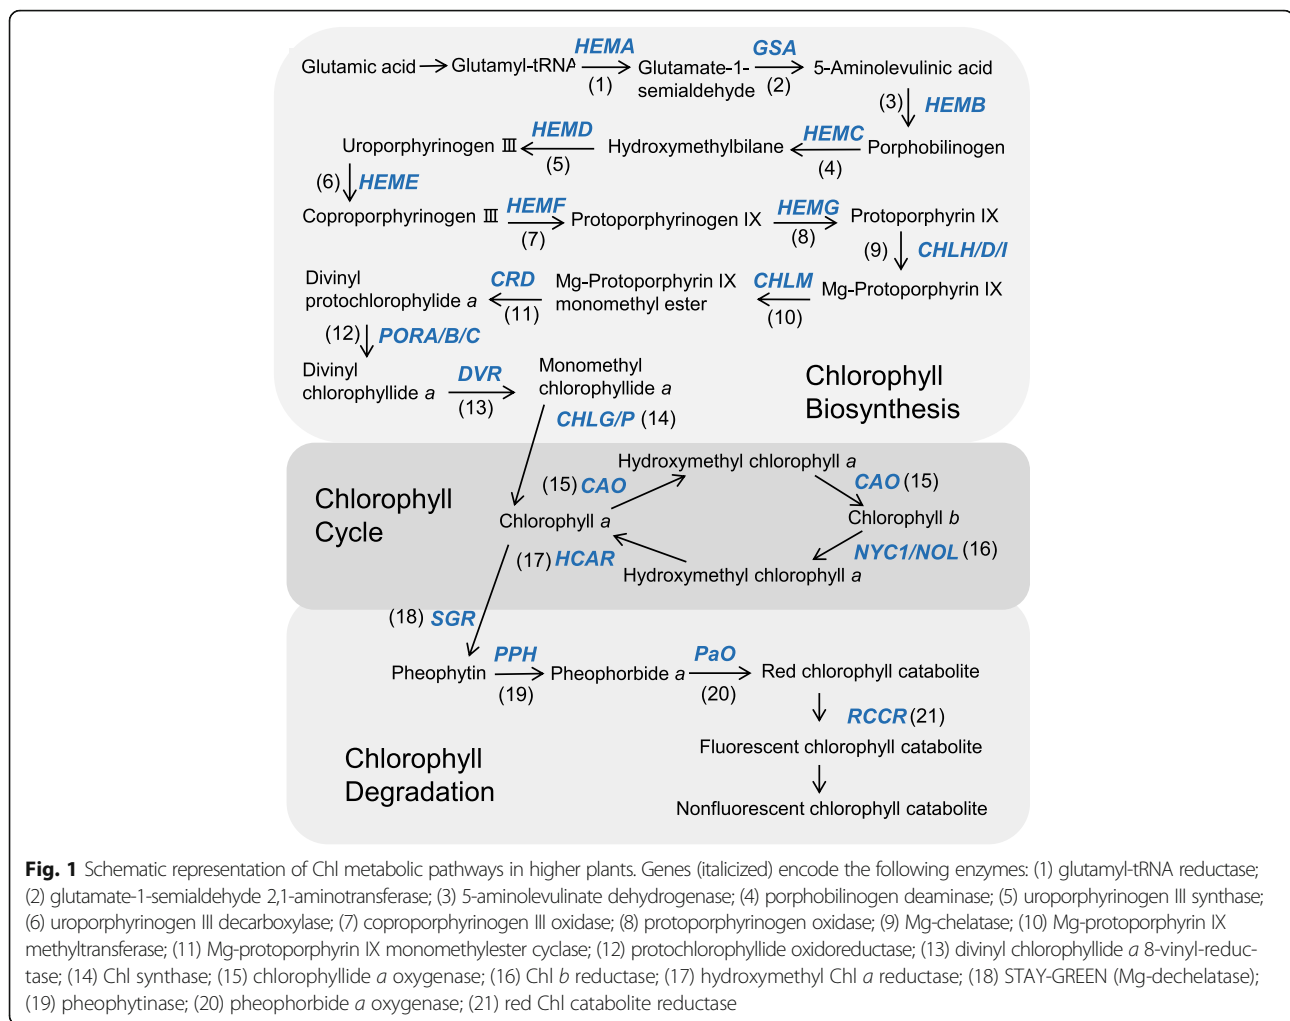 HEMA GSA
Glutamic acid Glutamyl-tRNA Glutamate-1-semialdehyde 5-Aminolevulinic acid
(1) (2)
(3) HEMB
Uroporphyrinogen III HEMD Hydroxymethylbilane HEMC Porphobilinogen
(5) (4)
(6) HEME
Coproporphyrinogen III HEMF Protoporphyrinogen IX HEMG Protoporphyrin IX
(7) (8)
(9) CHLH/D/I
Divinyl
protochlorophylide a
CRD
(11)
Mg-Protoporphyrin IX
monomethyl ester
CHLM
(10)
Mg-Protoporphyrin IX
(12) PORA/B/C
Divinyl
chlorophyllide a
DVR
(13)
Monomethyl
chlorophyllide a
Chlorophyll
Biosynthesis
CHLG/P (14)
Chlorophyll
Cycle
Hydroxymethyl chlorophyll a
(15) CAO
CAO (15)
Chlorophyll a
Chlorophyll b
(17) HCAR
NYC1/NOL (16)
Hydroxymethyl chlorophyll a
(18) SGR
Pheophytin PPH Pheophorbide a PaO Red chlorophyll catabolite
(19) (20)
RCCR (21)
Fluorescent chlorophyll catabolite
Chlorophyll
Degradation
Nonfluorescent chlorophyll catabolite
Fig. 1 Schematic representation of Chl metabolic pathways in higher plants. Genes (italicized) encode the following enzymes: (1) glutamyl-tRNA reductase;
(2) glutamate-1-semialdehyde 2,1-aminotransferase; (3) 5-aminolevulinate dehydrogenase; (4) porphobilinogen deaminase; (5) uroporphyrinogen III synthase;
(6) uroporphyrinogen III decarboxylase; (7) coproporphyrinogen III oxidase; (8) protoporphyrinogen oxidase; (9) Mg-chelatase; (10) Mg-protoporphyrin IX
methyltransferase; (11) Mg-protoporphyrin IX monomethylester cyclase; (12) protochlorophyllide oxidoreductase; (13) divinyl chlorophyllide a 8-vinyl-reduc-
tase; (14) Chl synthase; (15) chlorophyllide a oxygenase; (16) Chl b reductase; (17) hydroxymethyl Chl a reductase; (18) STAY-GREEN (Mg-dechelatase);
(19) pheophytinase; (20) pheophorbide a oxygenase; (21) red Chl catabolite reductase